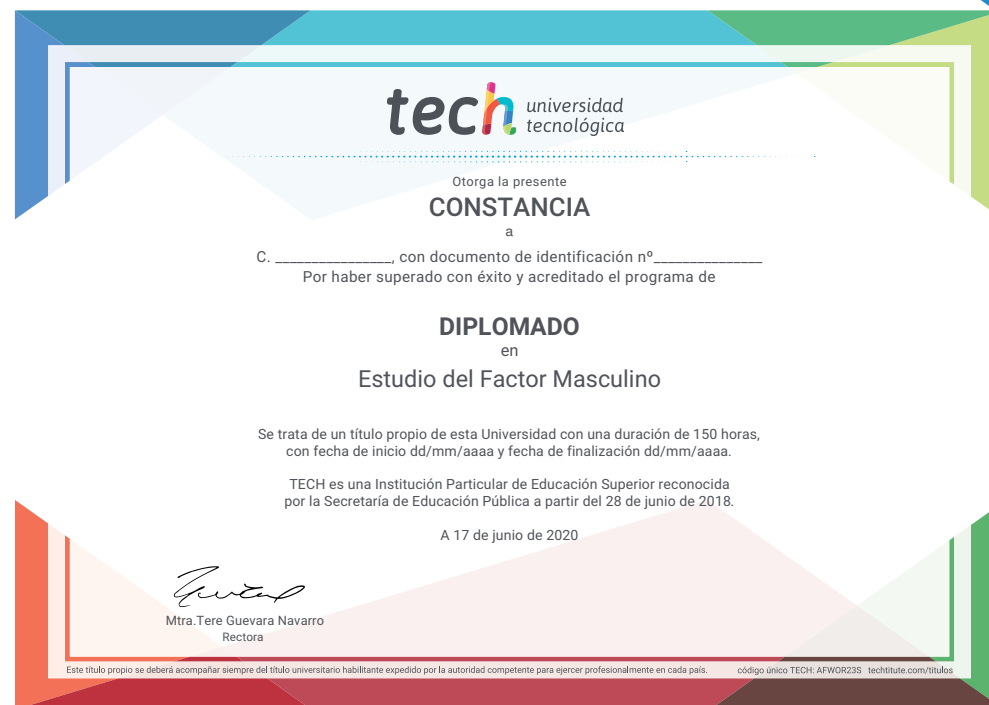 tech universidad
tecnológica
Otorga la presente
CONSTANCIA
a
C. ________________, con documento de identificación nº_______________
Por haber superado con éxito y acreditado el programa de
DIPLOMADO
en
Estudio del Factor Masculino
Se trata de un título propio de esta Universidad con una duración de 150 horas,
con fecha de inicio dd/mm/aaaa y fecha de finalización dd/mm/aaaa.
TECH es una Institución Particular de Educación Superior reconocida
por la Secretaría de Educación Pública a partir del 28 de junio de 2018.
A 17 de junio de 2020
Mtra.Tere Guevara Navarro
Rectora
Este título propio se deberá acompañar siempre del título universitario habilitante expedido por la autoridad competente para ejercer profesionalmente en cada país. código único TECH: AFWOR23S techtitute.com/titulos